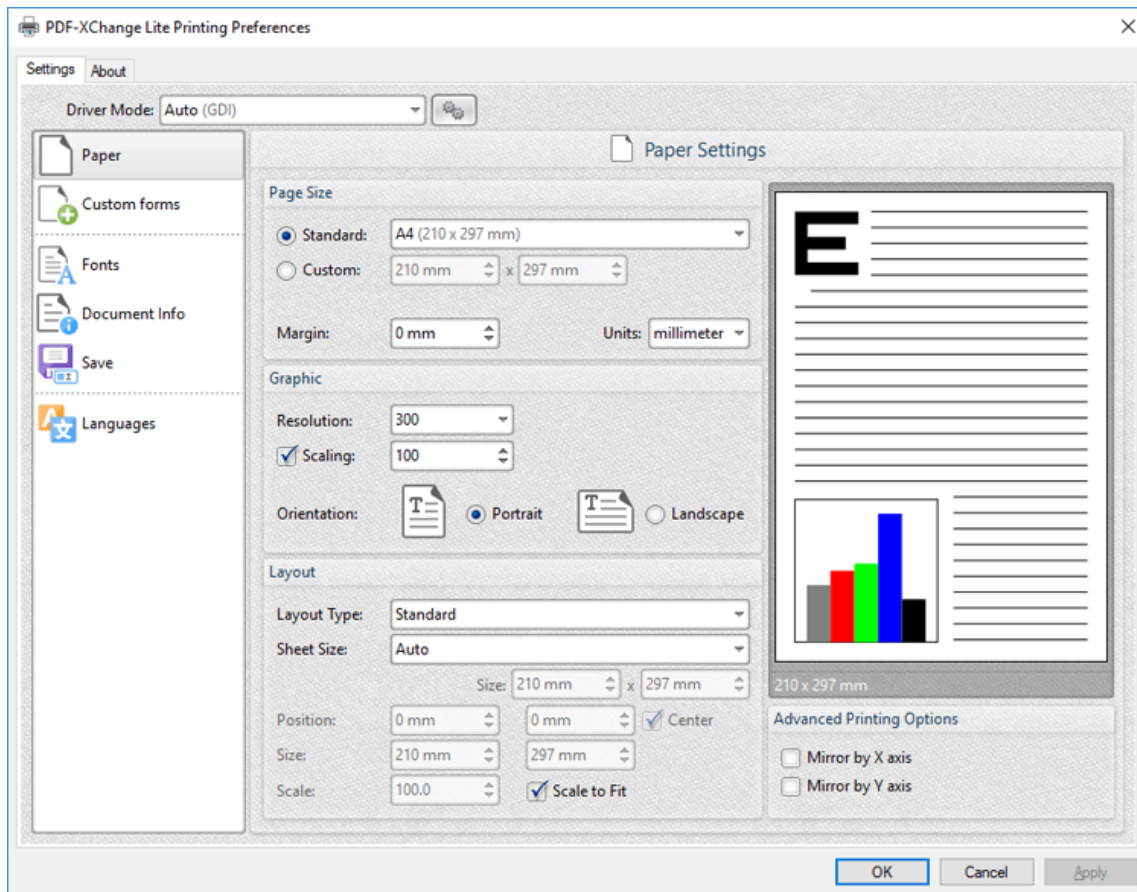 PDF-XChange Lite Printing Preferences
Settings About
Driver Mode: Auto (GDI)
Paper
Custom forms
Fonts
Document Info
Save
Languages
Paper Settings
Page Size
Standard: A4 (210 x 297 mm)
Custom: 210 mm x 297 mm
Margin: 0 mm Units: millimeter
Graphic
Resolution: 300
Scaling: 100
Orientation: T Portrait T Landscape
Layout
Layout Type: Standard
Sheet Size: Auto
Size: 210 mm x 297 mm
Position: 0 mm 0 mm Center
Size: 210 mm 297 mm
Scale: 100.0 Scale to Fit
E
210 x 297 mm
Advanced Printing Options
Mirror by X axis
Mirror by Y axis
OK Cancel Apply